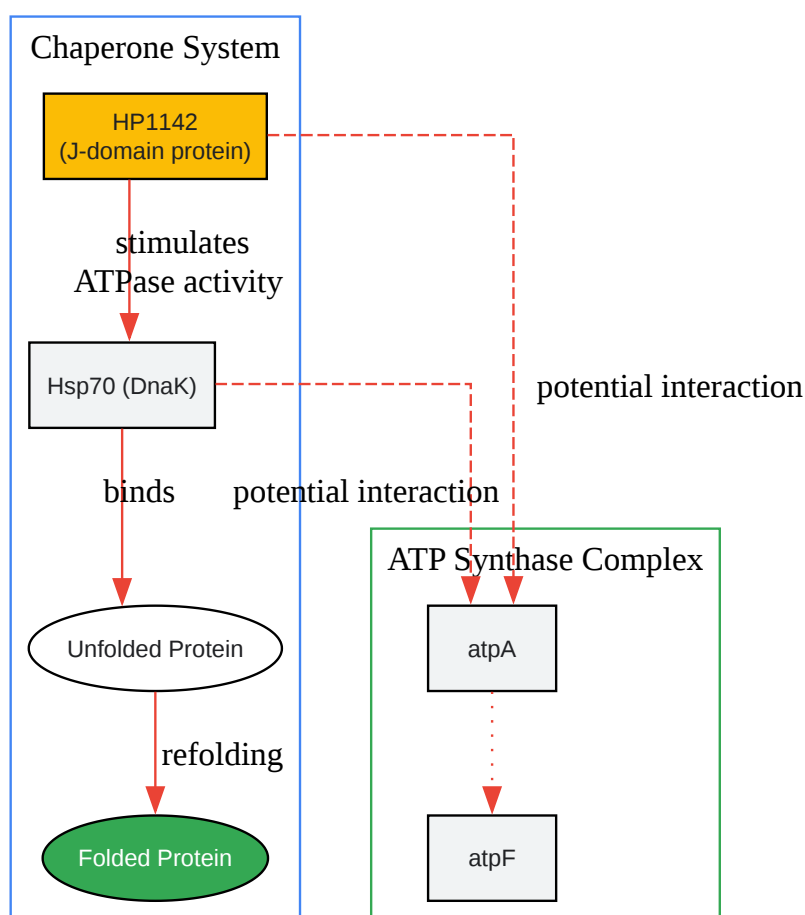 Chaperone System
HP1142
(J-domain protein)
stimulates
ATPase activity
Hsp70 (DnaK)
potential interaction
binds
potential interaction
ATP Synthase Complex
Unfolded Protein
atpA
refolding
Folded Protein
atpF